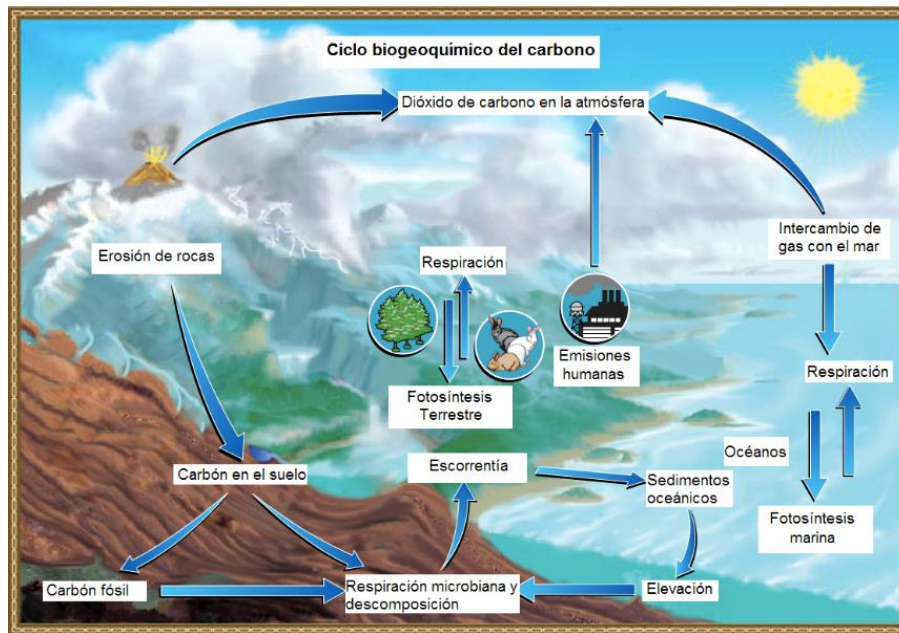 Ciclo biogeoquímico del carbono
Dióxido de carbono en la atmósfera
Intercambio de
gas con el mar
Erosión de rocas
Respiración
Emisiones
humanas
Respiración
Fotosíntesis
Terrestre
Océanos
Escorrentía
Carbón en el suelo
Sedimentos
oceánicos
Fotosíntesis
marina
Carbón fósil
Respiración microbiana y
descomposición
Elevación